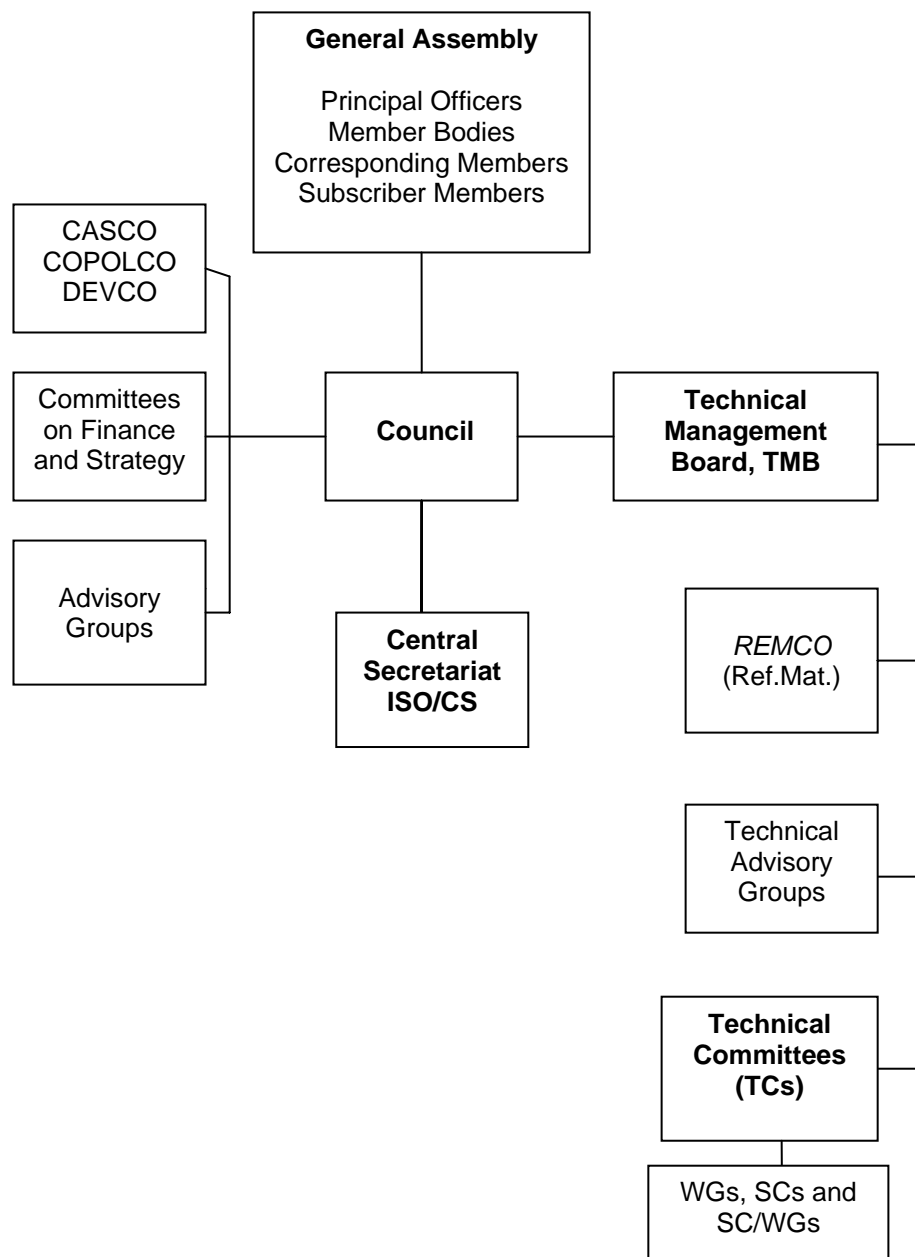 General Assembly
Principal Officers
Member Bodies
Corresponding Members
Subscriber Members
CASCO
COPOLCO
DEVCO
Committees
on Finance
and Strategy
Council
Technical
Management
Board, TMB
Advisory
Groups
Central
Secretariat
ISO/CS
REMCO
(Ref.Mat.)
Technical
Advisory
Groups
Technical
Committees
(TCs)
WGs, SCs and
SC/WGs